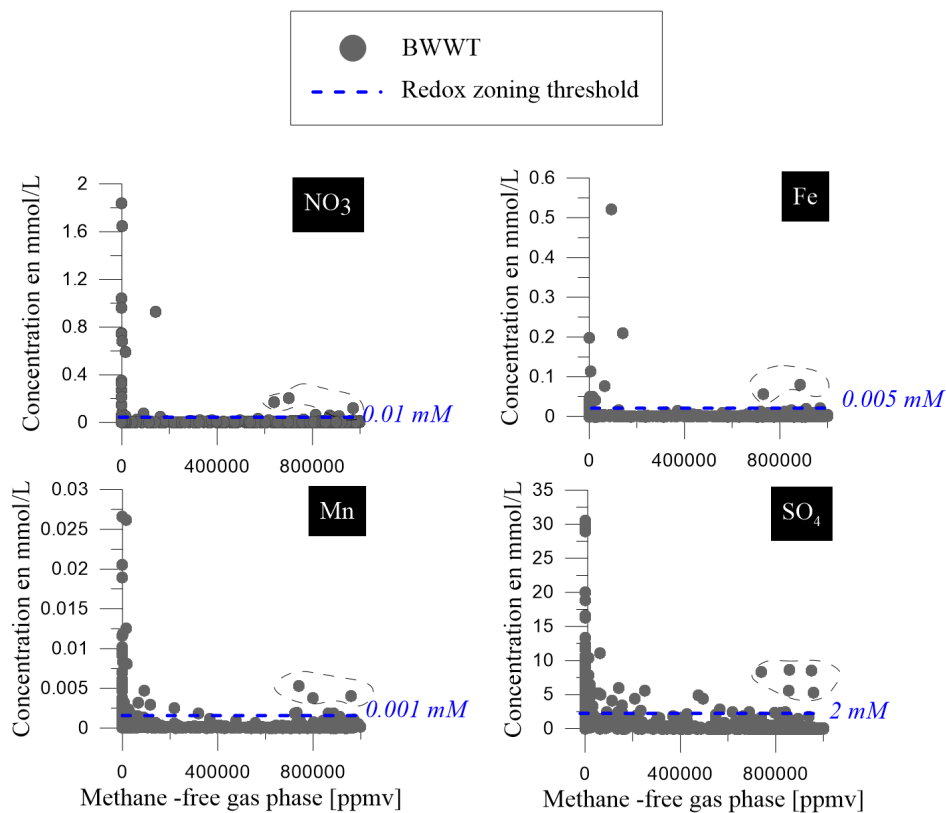 BWWT
Redox zoning threshold
NO3
Concentration en mmol/L
2
1.6
1.2
0.8
0.4
0
0.01 mM
0
400000
800000
Fe
Concentration en mmol/L
0.6
0.5
0.4
0.3
0.2
0.1
0
0.005 mM
0
400000
800000
Mn
Concentration en mmol/L
0.03
0.025
0.02
0.015
0.01
0.005
0
0.001 mM
0
400000
800000
Methane -free gas phase [ppmv]
SO4
Concentration en mmol/L
35
30
25
20
15
10
5
0
2 mM
0
400000
800000
Methane -free gas phase [ppmv]